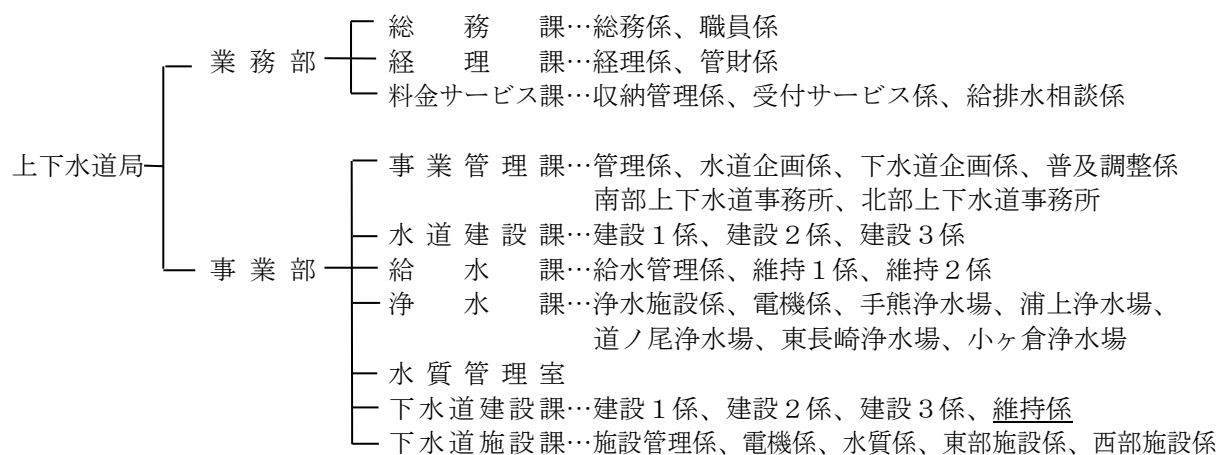 総務課…総務係、職員係
業務部 経理課…経理係、管財係
料金サービス課…収納管理係、受付サービス係、給排水相談係
上下水道局
事業管理課…管理係、水道企画係、下水道企画係、普及調整係
南部上下水道事務所、北部上下水道事務所
水道建設課…建設1係、建設2係、建設3係
事業部 給水課…給水管理係、維持1係、維持2係
浄水課…浄水施設係、電機係、手熊浄水場、浦上浄水場、
道ノ尾浄水場、東長崎浄水場、小ヶ倉浄水場
水質管理室
下水道建設課…建設1係、建設2係、建設3係、維持係
下水道施設課…施設管理係、電機係、水質係、東部施設係、西部施設係